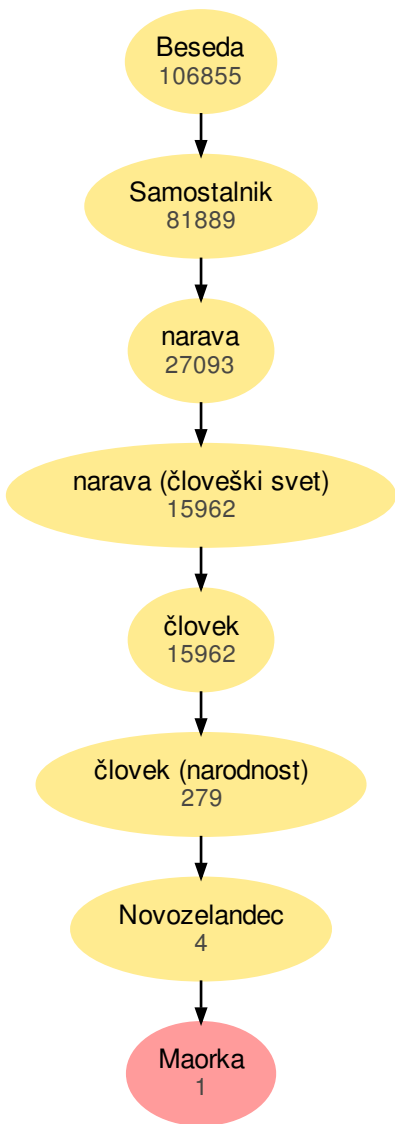 Beseda
106855
Samostalnik
81889
narava
27093
narava (človeški svet)
15962
človek
15962
človek (narodnost)
279
Novozelandec
4
Maorka
1